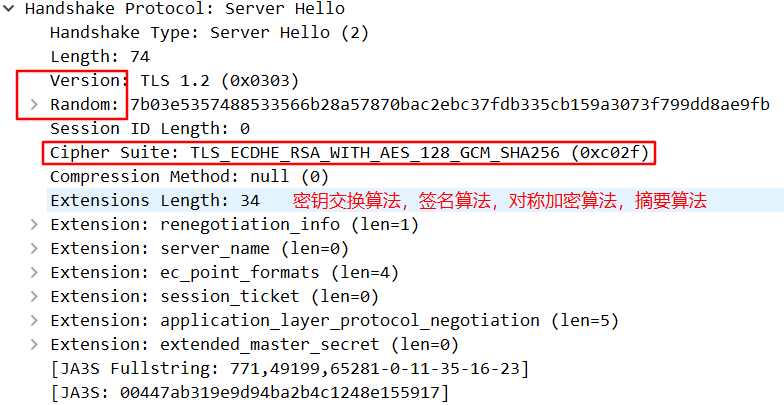 Handshake Protocol: Server Hello
Handshake Type: Server Hello (2)
Length: 74
Version: TLS 1.2 (0x0303)
Random: 7b03e5357488533566b28a57870bac2ebc37fdb335cb159a3073f799dd8ae9fb
Session ID Length: 0
Cipher Suite: TLS_ECDHE_RSA_WITH_AES_128_GCM_SHA256 (0xc02f)
Compression Method: null (0)
Extensions Length: 34 密钥交换算法，签名算法，对称加密算法，摘要算法
Extension: renegotiation_info (len=1)
Extension: server_name (len=0)
Extension: ec_point_formats (len=4)
Extension: session_ticket (len=0)
Extension: application_layer_protocol_negotiation (len=5)
Extension: extended_master_secret (len=0)
[JA3S Fullstring: 771,49199,65281-0-11-35-16-23]
[JA3S: 00447ab319e9d94ba2b4c1248e155917]